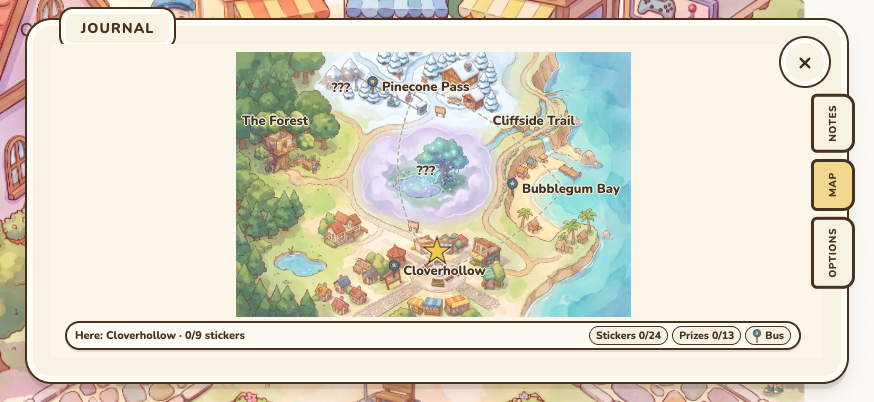 JOURNAL
??? Pinecone Pass
The Forest
Cliffside Trail
???
Bubblegum Bay
Cloverhollow
Here: Cloverhollow · 0/9 stickers
Stickers 0/24
Prizes 0/13
Bus
NOTES
MAP
OPTIONS